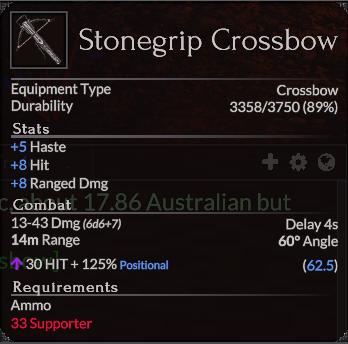 Stonegrip Crossbow
Equipment Type Crossbow
Durability 3358/3750 (89%)
Stats
+5 Haste
+8 Hit
+8 Ranged Dmg
about 17.86 Australian but
Combat
13-43 Dmg (6d6+7) Delay 4s
14m Range 60° Angle
30 HIT + 125% Positional (62.5)
Requirements
Ammo
33 Supporter